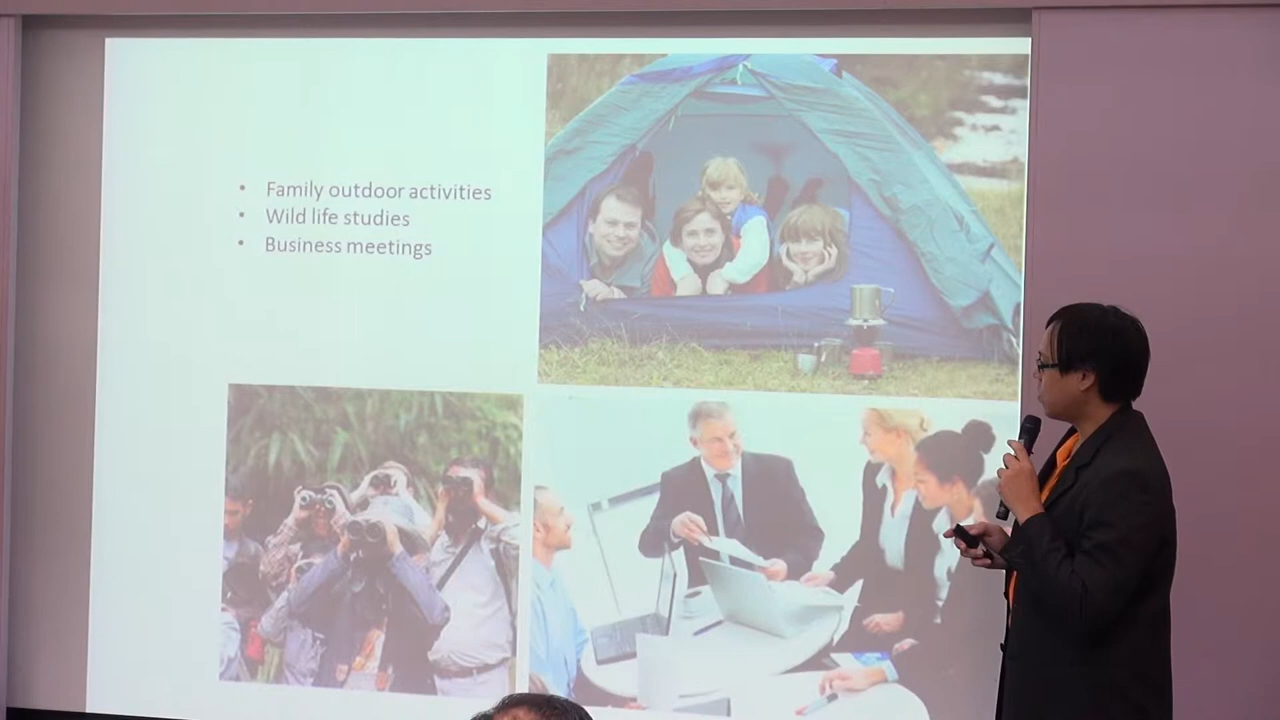 • Family outdoor activities
• Wild life studies
• Business meetings